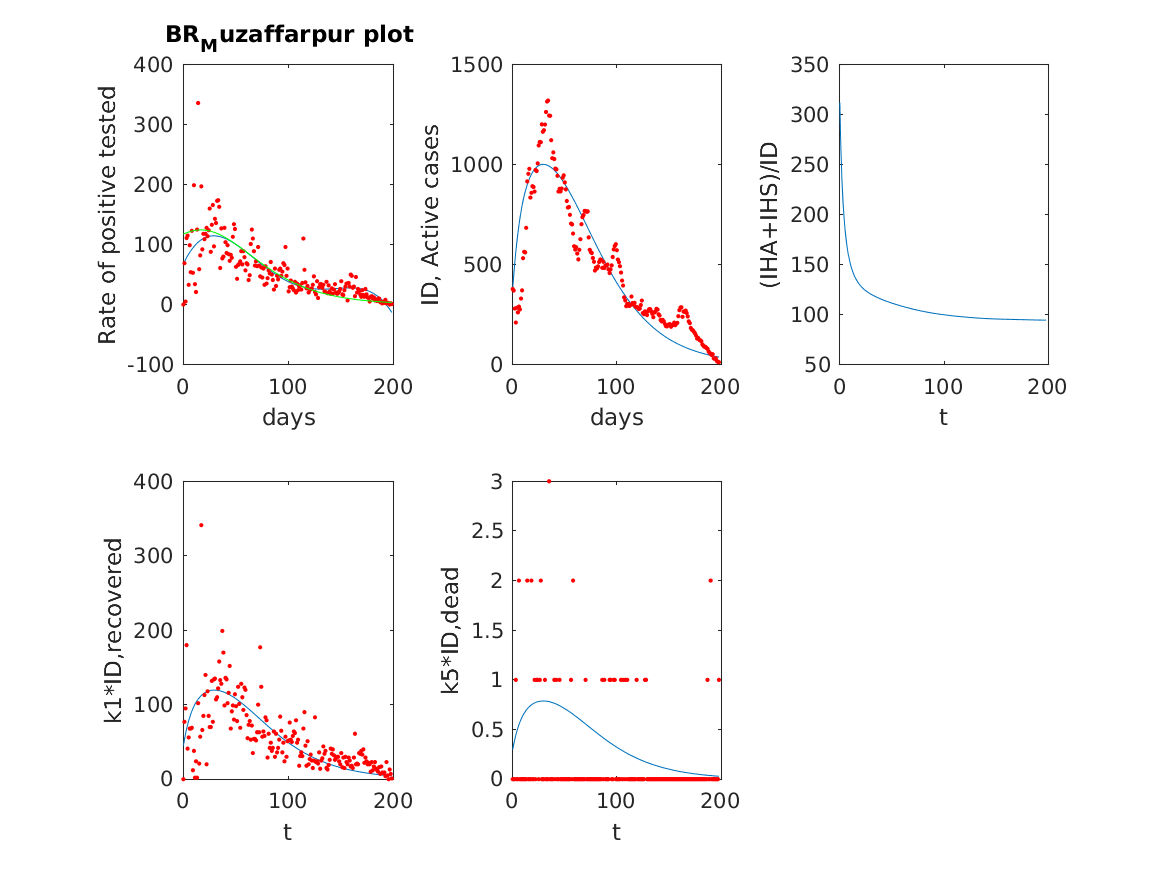 BR_Muzaffarpur plot
Rate of positive tested
400
300
200
100
0
-100
0 100 200
days
ID, Active cases
1500
1000
500
0
0 100 200
days
(IHA+IHS)/ID
350
300
250
200
150
100
50
0 100 200
t
k1*ID,recovered
400
300
200
100
0
0 100 200
t
k5*ID,dead
3
2.5
2
1.5
1
0.5
0
0 100 200
t